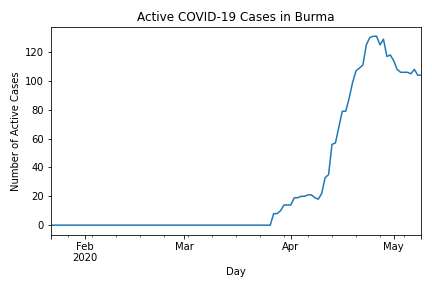 Active COVID-19 Cases in Burma
Number of Active Cases
120
100
80
60
40
20
0
Feb
2020
Mar
Apr
May
Day